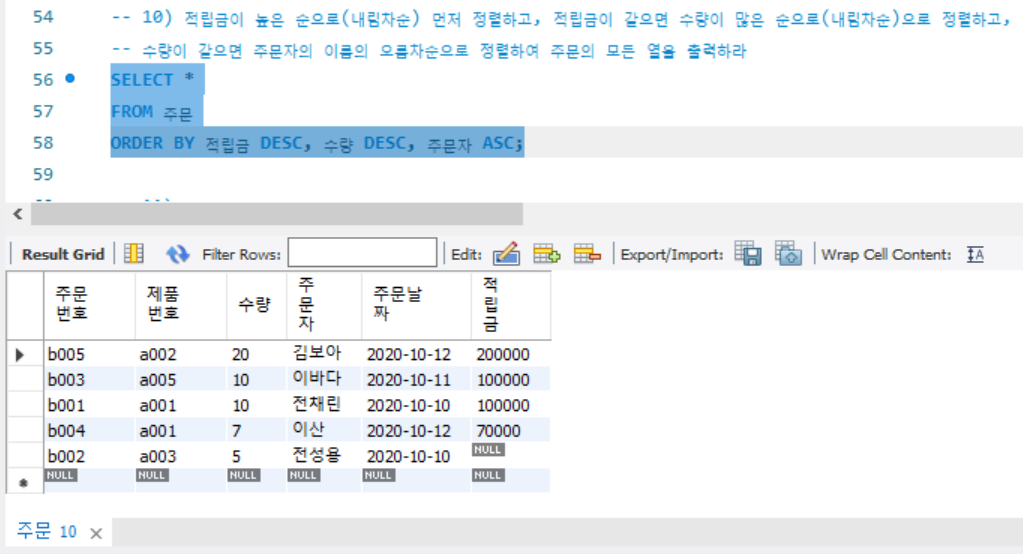 54 -- 10) 적립금이 높은 순으로(내림차순) 먼저 정렬하고, 적립금이 같으면 수량이 많은 순으로(내림차순)으로 정렬하고,
55 -- 수량이 같으면 주문자의 이름의 오름차순으로 정렬하여 주문의 모든 열을 출력하라
56 SELECT *
57 FROM 주문
58 ORDER BY 적립금 DESC, 수량 DESC, 주문자 ASC;
59
Result Grid Filter Rows: Edit: Export/Import: Wrap Cell Content: IA
주문번호 제품번호 수량 주문자 주문날짜 적립금
b005 a002 20 김보아 2020-10-12 200000
b003 a005 10 이바다 2020-10-11 100000
b001 a001 10 전채린 2020-10-10 100000
b004 a001 7 이산 2020-10-12 70000
b002 a003 5 전성용 2020-10-10 NULL
NULL NULL NULL NULL NULL NULL
주문 10 ×